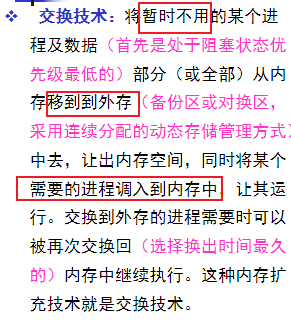 ❖ 交换技术：将暂时不用的某个进
程及数据（首先是处于阻塞状态优
先级最低的）部分（或全部）从内
存移到到外存（备份区或对换区，
采用连续分配的动态存储管理方式）
中去，让出内存空间，同时将某个
需要的进程调入到内存中，让其运
行。交换到外存的进程需要时可以
被再次交换回（选择换出时间最久
的）内存中继续执行。这种内存扩
充技术就是交换技术。